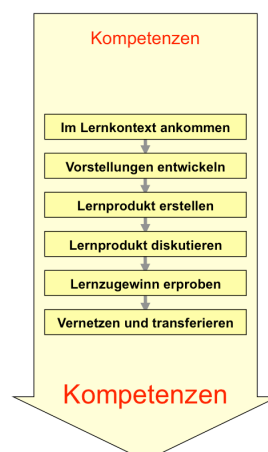 Kompetenzen
Im Lernkontext ankommen
Vorstellungen entwickeln
Lernprodukt erstellen
Lernprodukt diskutieren
Lernzugewinn erproben
Vernetzen und transferieren
Kompetenzen